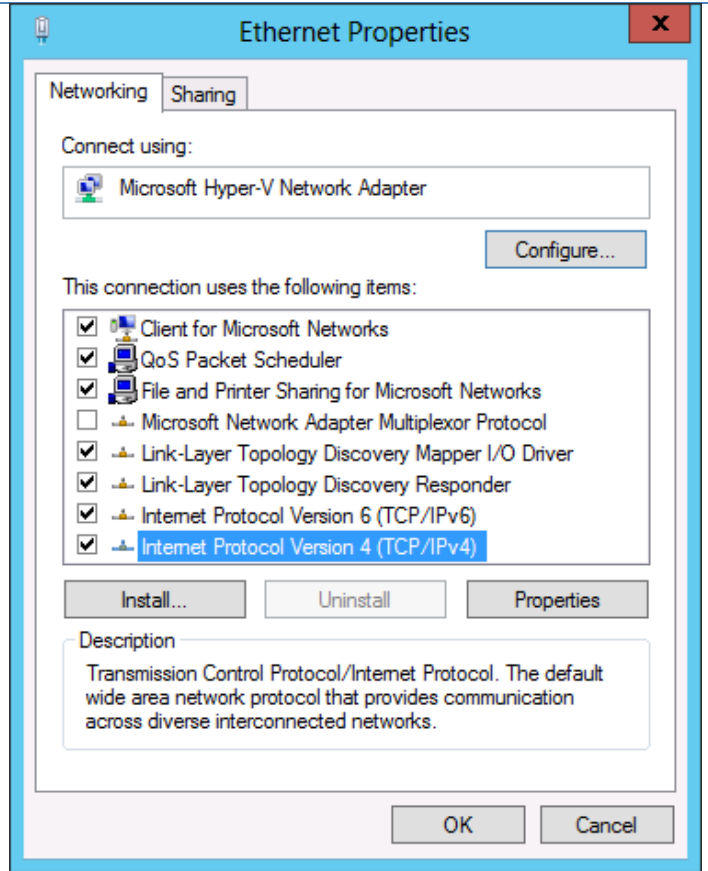 Ethernet Properties
x
Networking
Sharing
Connect using:
Microsoft Hyper-V Network Adapter
Configure...
This connection uses the following items:
Client for Microsoft Networks
QoS Packet Scheduler
File and Printer Sharing for Microsoft Networks
Microsoft Network Adapter Multiplexor Protocol
Link-Layer Topology Discovery Mapper I/O Driver
Link-Layer Topology Discovery Responder
Internet Protocol Version 6 (TCP/IPv6)
Internet Protocol Version 4 (TCP/IPv4)
Install...
Uninstall
Properties
Description
Transmission Control Protocol/Internet Protocol. The default
wide area network protocol that provides communication
across diverse interconnected networks.
OK
Cancel